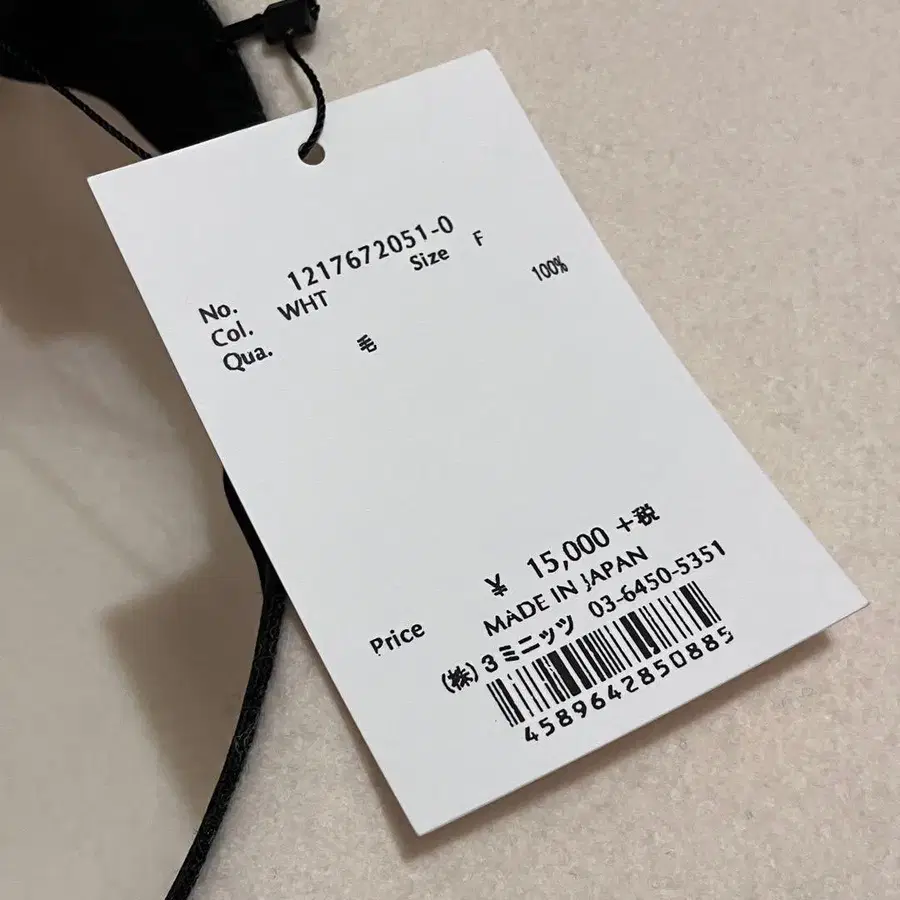 No. 1217672051-0
Col. WHT Size F
Qua. 毛 100%
Price ¥ 15,000 +税
MADE IN JAPAN
(株)3ミニッツ 03-6450-5351
4589642850885